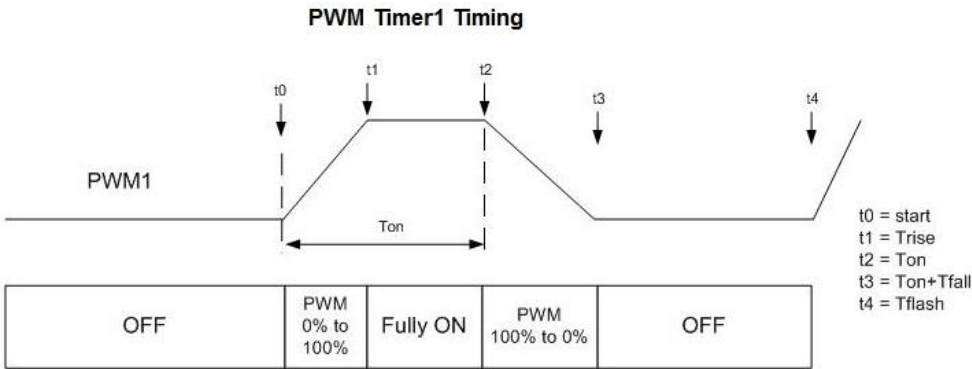 PWM Timer1 Timing
t0
t1
t2
t3
t4
PWM1
Ton
t0 = start
t1 = Trise
t2 = Ton
t3 = Ton+Tfall
t4 = Tflash
OFF
PWM
0% to
100%
Fully ON
PWM
100% to 0%
OFF